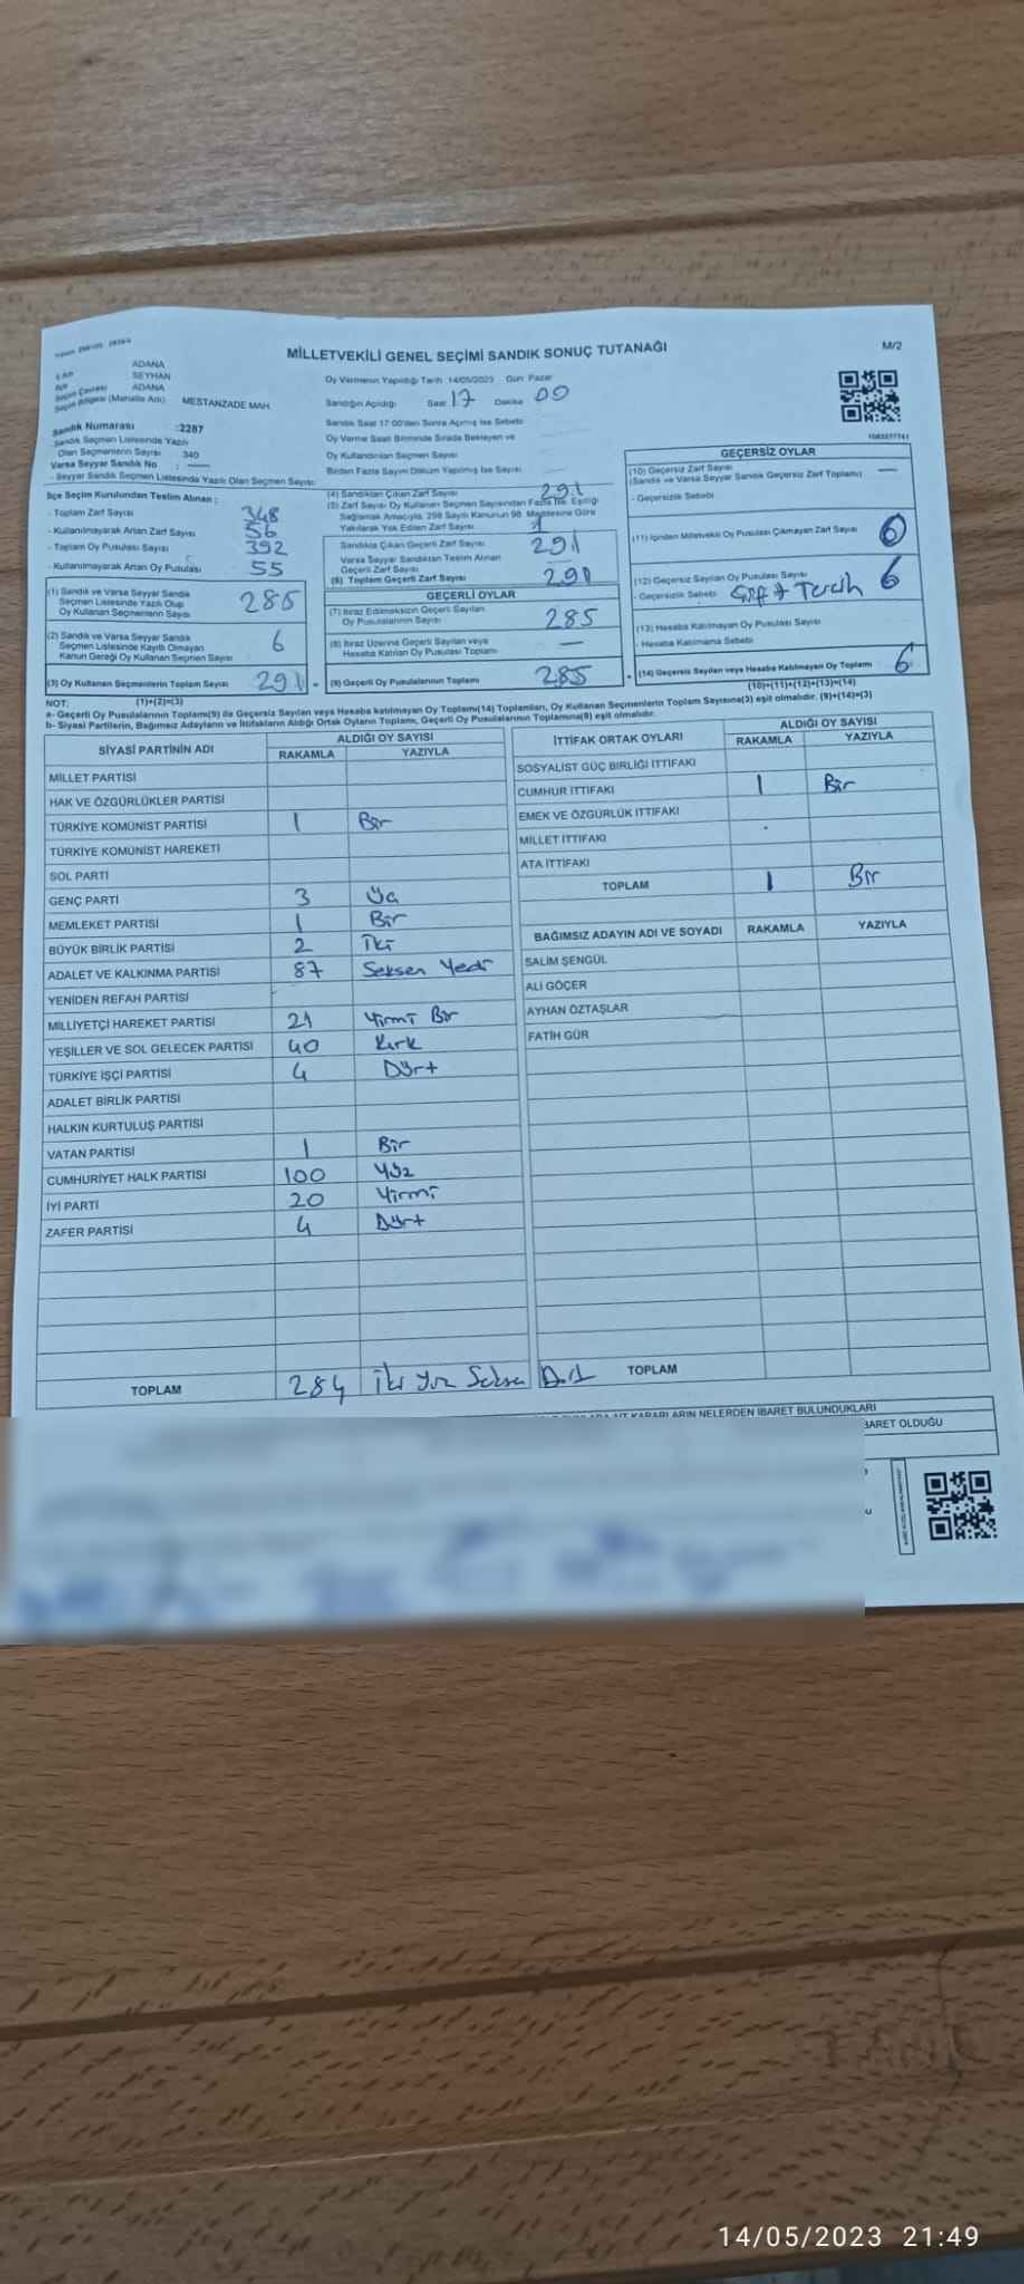 MİLLETVEKİLİ GENEL SEÇİMİ SANDIK SONUÇ TUTANAĞI
M/2
ADANA
SEYHAN
ADANA
MESTANZADE MAH.
Oy Vermenin Yapıldığı Tarih :14/05/2023 Gün: Pazar
Sandığın Açıldığı Saat 17 Dakika 00
Sandık Numarası :2287
Sandık Seçmen Listesinde Yazılı
Olan Seçmenlerin Sayısı 340
Varsa Seyyar Sandık No : —
- Seyyar Sandık Seçmen Listesinde Yazılı Olan Seçmen Sayısı:
Sandık Saat 17:00'den Sonra Açılmış İse Sebebi
Oy Verme Saati Bitiminde Sırada Bekleyen ve
Oy Kullandırılan Seçmen Sayısı
Birden Fazla Sayım Döküm Yapılmış İse Sayısı
İlçe Seçim Kurulundan Teslim Alınan :
- Toplam Zarf Sayısı 348
- Kullanılmayarak Artan Zarf Sayısı 56
- Toplam Oy Pusulası Sayısı 392
- Kullanılmayarak Artan Oy Pusulası 55
(1) Sandık ve Varsa Seyyar Sandık
Seçmen Listesinde Yazılı Olup
Oy Kullanan Seçmenlerin Sayısı 285
(2) Sandık ve Varsa Seyyar Sandık
Seçmen Listesinde Kayıtlı Olmayan
Kanun Gereği Oy Kullanan Seçmen Sayısı 6
(3) Oy Kullanan Seçmenlerin Toplam Sayısı 291
(4) Sandıktan Çıkan Zarf Sayısı 291
(5) Zarf Sayısı Oy Kullanan Seçmen Sayısından Fazla İse, Eşitliği
Sağlamak Amacıyla, 298 Sayılı Kanunun 98. Maddesine Göre
Yakılarak Yok Edilen Zarf Sayısı
Sandıkta Çıkan Geçerli Zarf Sayısı 291
Varsa Seyyar Sandıktan Teslim Alınan
Geçerli Zarf Sayısı
(6) Toplam Geçerli Zarf Sayısı 291
GEÇERLİ OYLAR
(7) İtiraz Edilmeksizin Geçerli Sayılan
Oy Pusulalarının Sayısı 285
(8) İtiraz Üzerine Geçerli Sayılan veya
Hesaba Katılan Oy Pusulası Toplamı —
(9) Geçerli Oy Pusulalarının Toplamı 285
GEÇERSİZ OYLAR
(10) Geçersiz Zarf Sayısı —
(Sandık ve Varsa Seyyar Sandık Geçersiz Zarf Toplamı)
- Geçersizlik Sebebi
(11) İçinden Milletvekili Oy Pusulası Çıkmayan Zarf Sayısı
(12) Geçersiz Sayılan Oy Pusulası Sayısı 6
- Geçersizlik Sebebi Çift Tercih
(13) Hesaba Katılmayan Oy Pusulası Sayısı
- Hesaba Katılmama Sebebi
(14) Geçersiz Sayılan veya Hesaba Katılmayan Oy Toplamı 6
NOT: (1)+(2)=(3)
(10)+(11)+(12)+(13)=(14)
a- Geçerli Oy Pusulalarının Toplamı(9) ile Geçersiz Sayılan veya Hesaba katılmayan Oy Toplamı(14) Toplamları, Oy Kullanan Seçmenlerin Toplam Sayısına(3) eşit olmalıdır. (9)+(14)=(3)
b- Siyasi Partilerin, Bağımsız Adayların ve İttifakların Aldığı Ortak Oyların Toplamı, Geçerli Oy Pusulalarının Toplamına(9) eşit olmalıdır.
SİYASİ PARTİNİN ADI ALDIĞI OY SAYISI
RAKAMLA YAZIYLA
MİLLET PARTİSİ
HAK VE ÖZGÜRLÜKLER PARTİSİ
TÜRKİYE KOMÜNİST PARTİSİ 1 Bir
TÜRKİYE KOMÜNİST HAREKETİ
SOL PARTİ
GENÇ PARTİ 3 Üç
MEMLEKET PARTİSİ 1 Bir
BÜYÜK BİRLİK PARTİSİ 2 İki
ADALET VE KALKINMA PARTİSİ 87 Seksen Yedi
YENİDEN REFAH PARTİSİ
MİLLİYETÇİ HAREKET PARTİSİ 21 Yirmi Bir
YEŞİLLER VE SOL GELECEK PARTİSİ 40 Kırk
TÜRKİYE İŞÇİ PARTİSİ 4 Dört
ADALET BİRLİK PARTİSİ
HALKIN KURTULUŞ PARTİSİ
VATAN PARTİSİ 1 Bir
CUMHURİYET HALK PARTİSİ 100 Yüz
İYİ PARTİ 20 Yirmi
ZAFER PARTİSİ 4 Dört
TOPLAM 284 İki Yüz Seksen Dört
İTTİFAK ORTAK OYLARI ALDIĞI OY SAYISI
RAKAMLA YAZIYLA
SOSYALİST GÜÇ BİRLİĞİ İTTİFAKI
CUMHUR İTTİFAKI 1 Bir
EMEK VE ÖZGÜRLÜK İTTİFAKI
MİLLET İTTİFAKI
ATA İTTİFAKI
TOPLAM 1 Bir
BAĞIMSIZ ADAYIN ADI VE SOYADI RAKAMLA YAZIYLA
SALİM ŞENGÜL
ALİ GÖÇER
AYHAN ÖZTAŞLAR
FATİH GÜR
TOPLAM
NELERDEN İBARET BULUNDUKLARI
OLDUĞU
14/05/2023 21:49